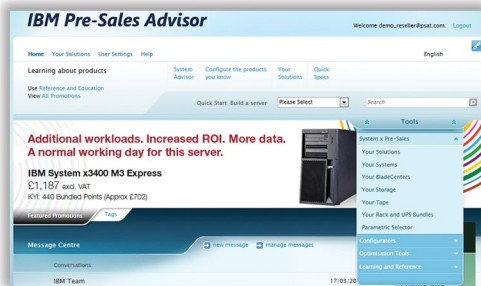 IBM Pre-Sales Advisor
Welcome demo_reseller@psat.com. Logout
Home Your Solutions User Settings Help
English
Learning about products
Use Reference and Education
View All Promotions
System Advisor
Configure the products you know
Your Solutions
Quick Specs
Quick Start: Build a server Please Select
Search
Tools
System x Pre-Sales
Your Solutions
Your Systems
Your BladeCenters
Your Storage
Your Tape
Your Rack and UPS Bundles
Parametric Selector
Configurators
Optimisation Tools
Learning and Reference
Additional workloads. Increased ROI. More data.
A normal working day for this server.
IBM System x3400 M3 Express
£1,187 excl. VAT
KYI: 440 Bundled Points (Approx £702)
Featured Promotions Tags
Message Centre
new message manage messages
Conversations
IBM Team 17/03/20